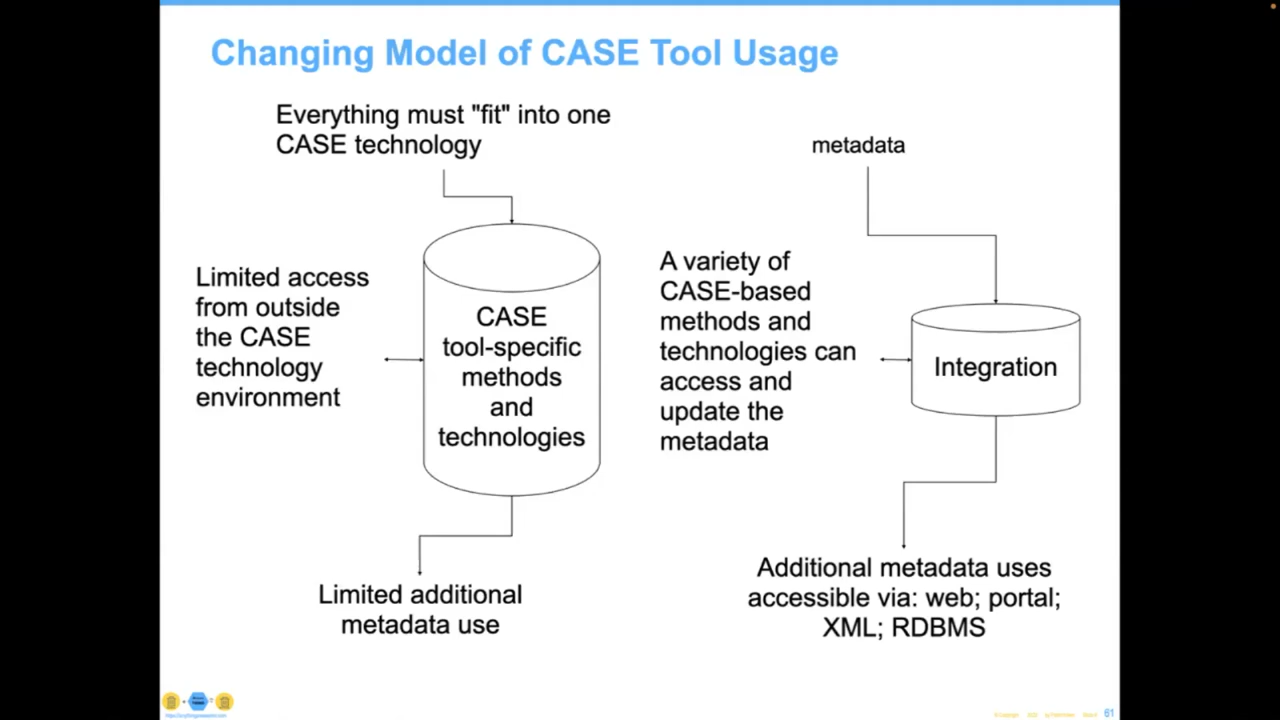 Changing Model of CASE Tool Usage
Everything must "fit" into one
CASE technology
Limited access
from outside
the CASE
technology
environment
CASE
tool-specific
methods
and
technologies
Limited additional
metadata use
metadata
A variety of
CASE-based
methods and
technologies can
access and
update the
metadata
Integration
Additional metadata uses
accessible via: web; portal;
XML; RDBMS
61